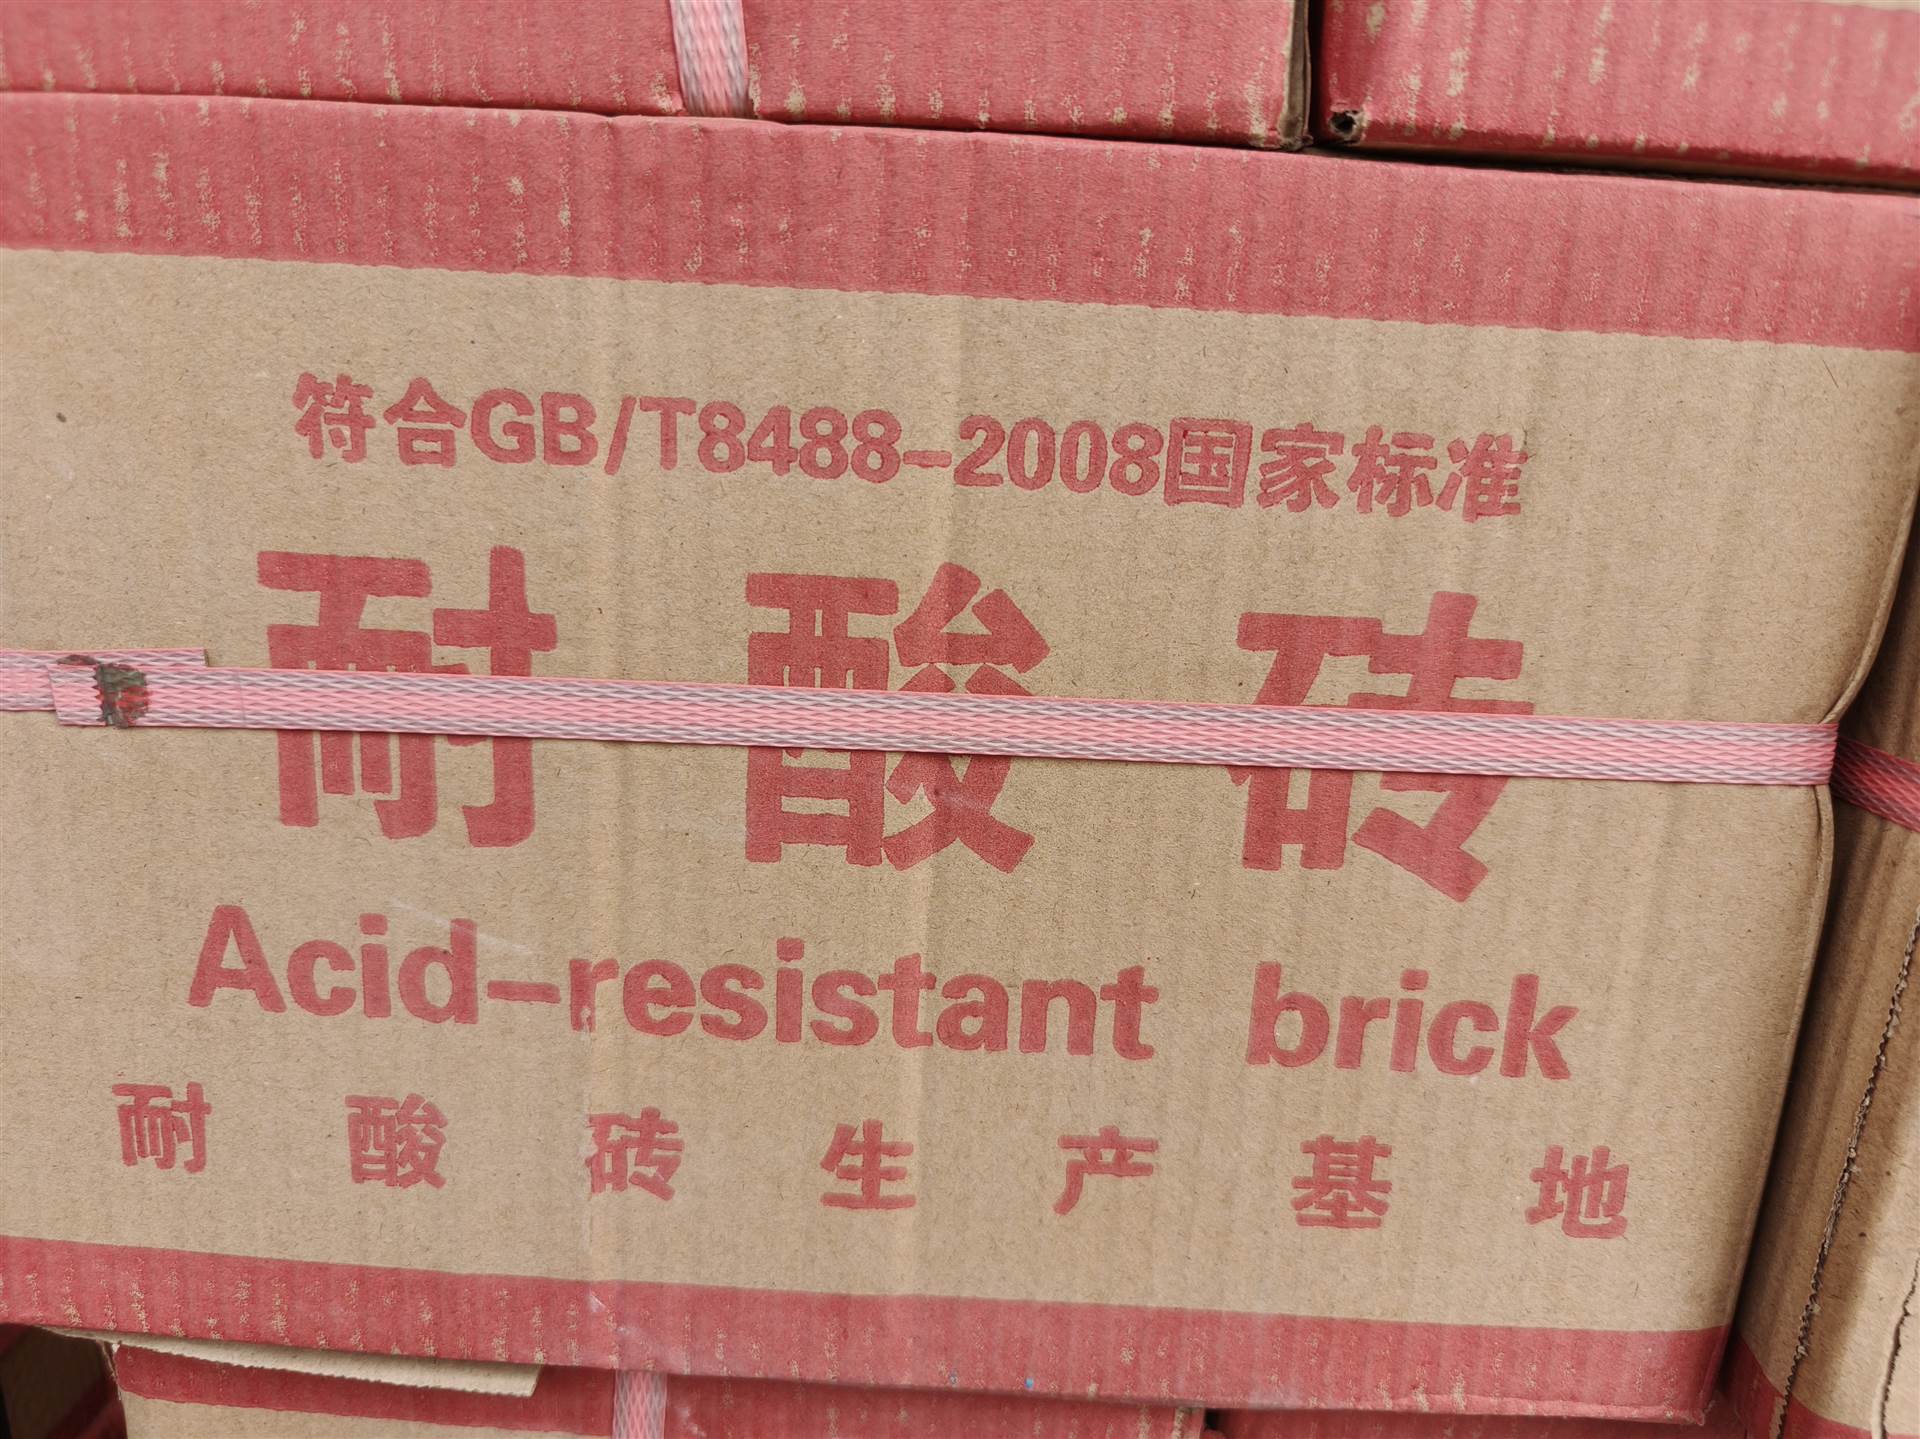 符合GB/T8488-2008国家标准
耐酸砖
Acid-resistant brick
耐酸砖生产基地